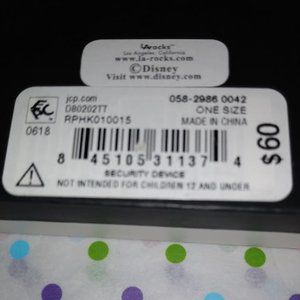 LArocks
Los Angeles, California
www.la-rocks.com
©Disney
Visit www.disney.com
jcp.com
058-2986 0042
D80202TT
ONE SIZE
RPHK010015
MADE IN CHINA
0618
$60
8 45105 31137 4
SECURITY DEVICE
NOT INTENDED FOR CHILDREN 12 AND UNDER